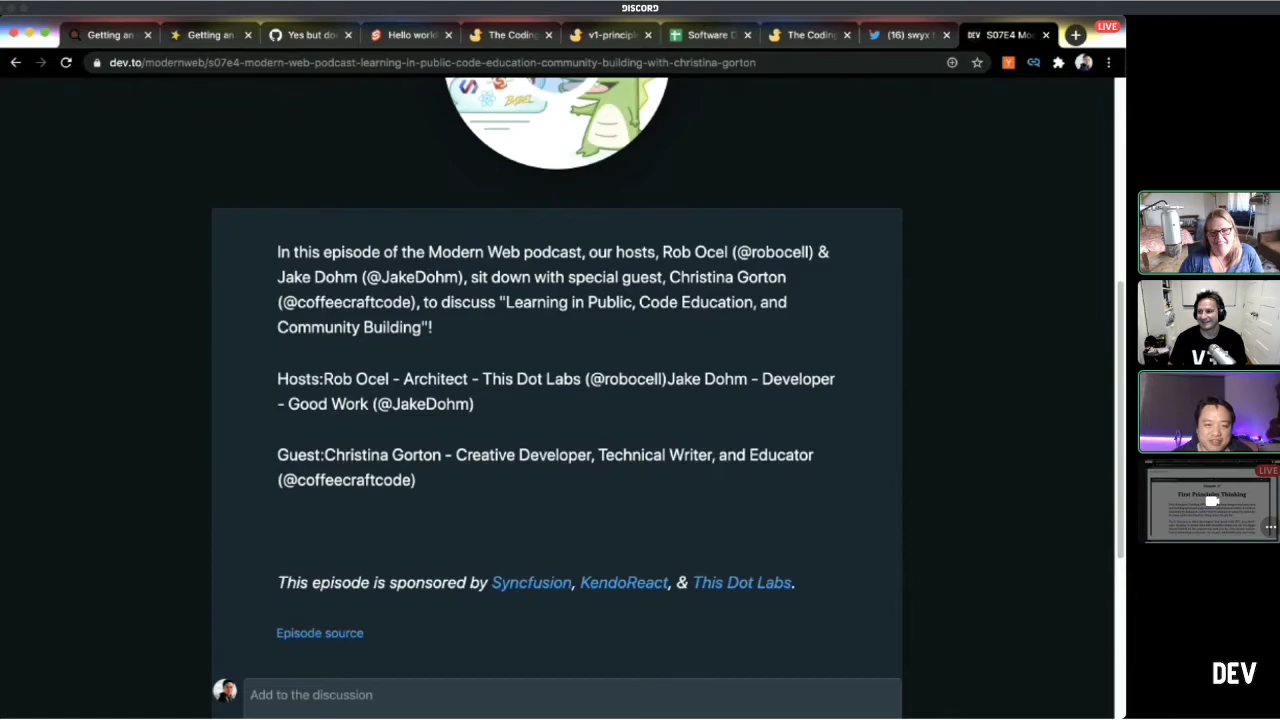 DISCORD
Getting an
Getting an
Yes but do
Hello world
The Coding
v1-principl
Software D
The Coding
(16) swyx
DEV S07E4 Mo
LIVE
dev.to/modernweb/s07e4-modern-web-podcast-learning-in-public-code-education-community-building-with-christina-gorton
BABEL
In this episode of the Modern Web podcast, our hosts, Rob Ocel (@robocell) &
Jake Dohm (@JakeDohm), sit down with special guest, Christina Gorton
(@coffeecraftcode), to discuss "Learning in Public, Code Education, and
Community Building"!
Hosts:Rob Ocel - Architect - This Dot Labs (@robocell)Jake Dohm - Developer
- Good Work (@JakeDohm)
Guest:Christina Gorton - Creative Developer, Technical Writer, and Educator
(@coffeecraftcode)
This episode is sponsored by Syncfusion, KendoReact, & This Dot Labs.
Episode source
Add to the discussion
LIVE
First Principles Thinking
DEV